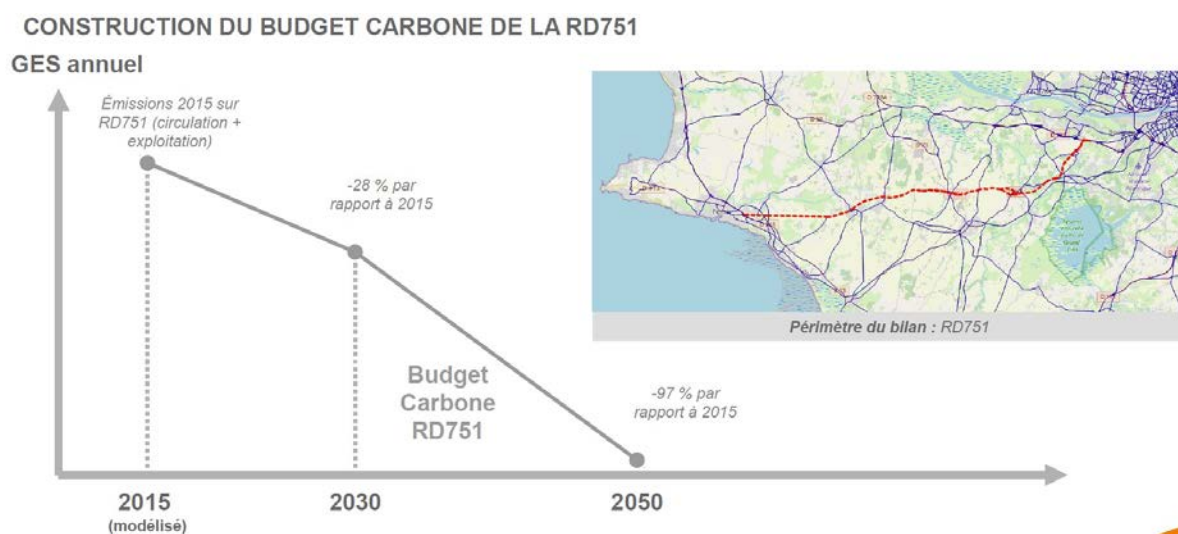 CONSTRUCTION DU BUDGET CARBONE DE LA RD751
GES annuel
Émissions 2015 sur
RD751 (circulation +
exploitation)
-28 % par
rapport à 2015
Budget
Carbone
RD751
-97 % par
rapport à 2015
2015
(modélisé)
2030
2050
Périmètre du bilan : RD751